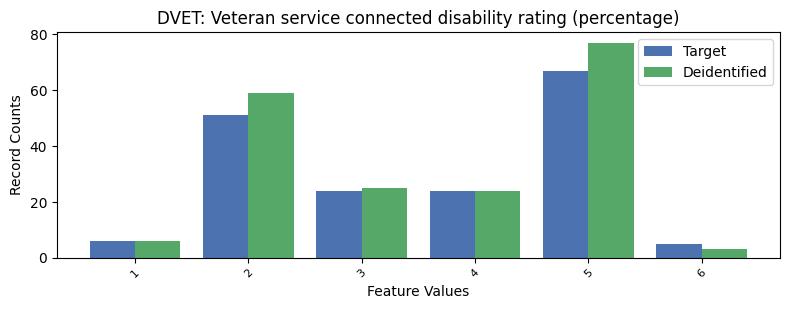 DVET: Veteran service connected disability rating (percentage)
Target
Deidentified
Record Counts
80
60
40
20
0
1 2 3 4 5 6
Feature Values